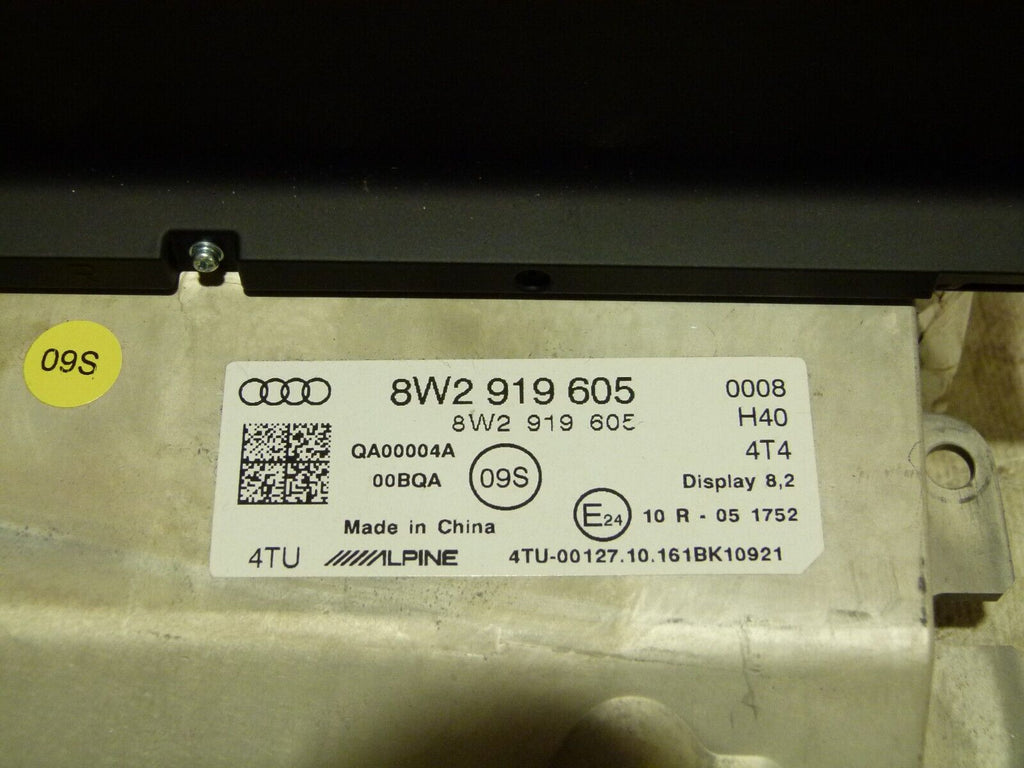 09S
8W2 919 605
0008
8W2 919 605
H40
QA00004A
4T4
00BQA
09S
Display 8,2
Made in China
E24
10 R - 05 1752
4TU
ALPINE
4TU-00127.10.161BK10921